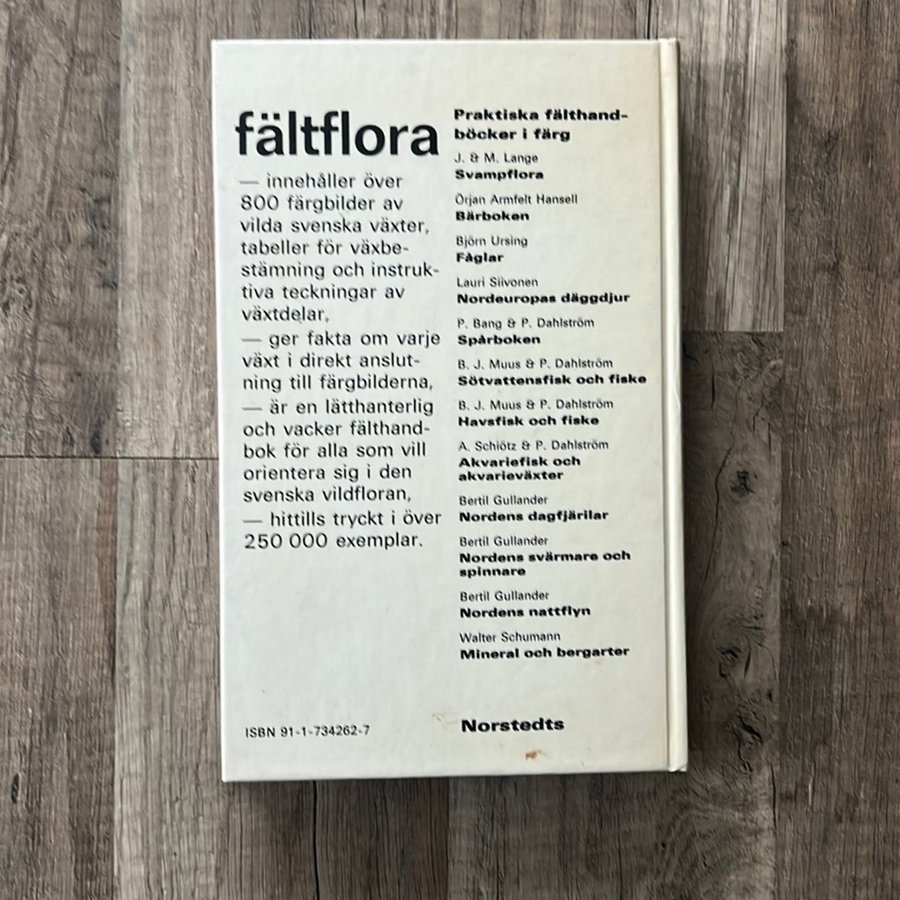 fältflora
— innehåller över
800 färgbilder av
vilda svenska växter,
tabeller för växbe-
stämning och instruk-
tiva teckningar av
växtdelar,
— ger fakta om varje
växt i direkt anslut-
ning till färgbilderna,
— är en lätthanterlig
och vacker fälthand-
bok för alla som vill
orientera sig i den
svenska vildfloran,
— hittills tryckt i över
250 000 exemplar.
ISBN 91-1-734262-7
Praktiska fälthand-
böcker i färg
J. & M. Lange
Svampflora
Örjan Armfelt Hansell
Bärboken
Björn Ursing
Fåglar
Lauri Siivonen
Nordeuropas däggdjur
P. Bang & P. Dahlström
Spårboken
B. J. Muus & P. Dahlström
Sötvattensfisk och fiske
B. J. Muus & P. Dahlström
Havsfisk och fiske
A. Schiötz & P. Dahlström
Akvariefisk och
akvarieväxter
Bertil Gullander
Nordens dagfjärilar
Bertil Gullander
Nordens svärmare och
spinnare
Bertil Gullander
Nordens nattflyn
Walter Schumann
Mineral och bergarter
Norstedts